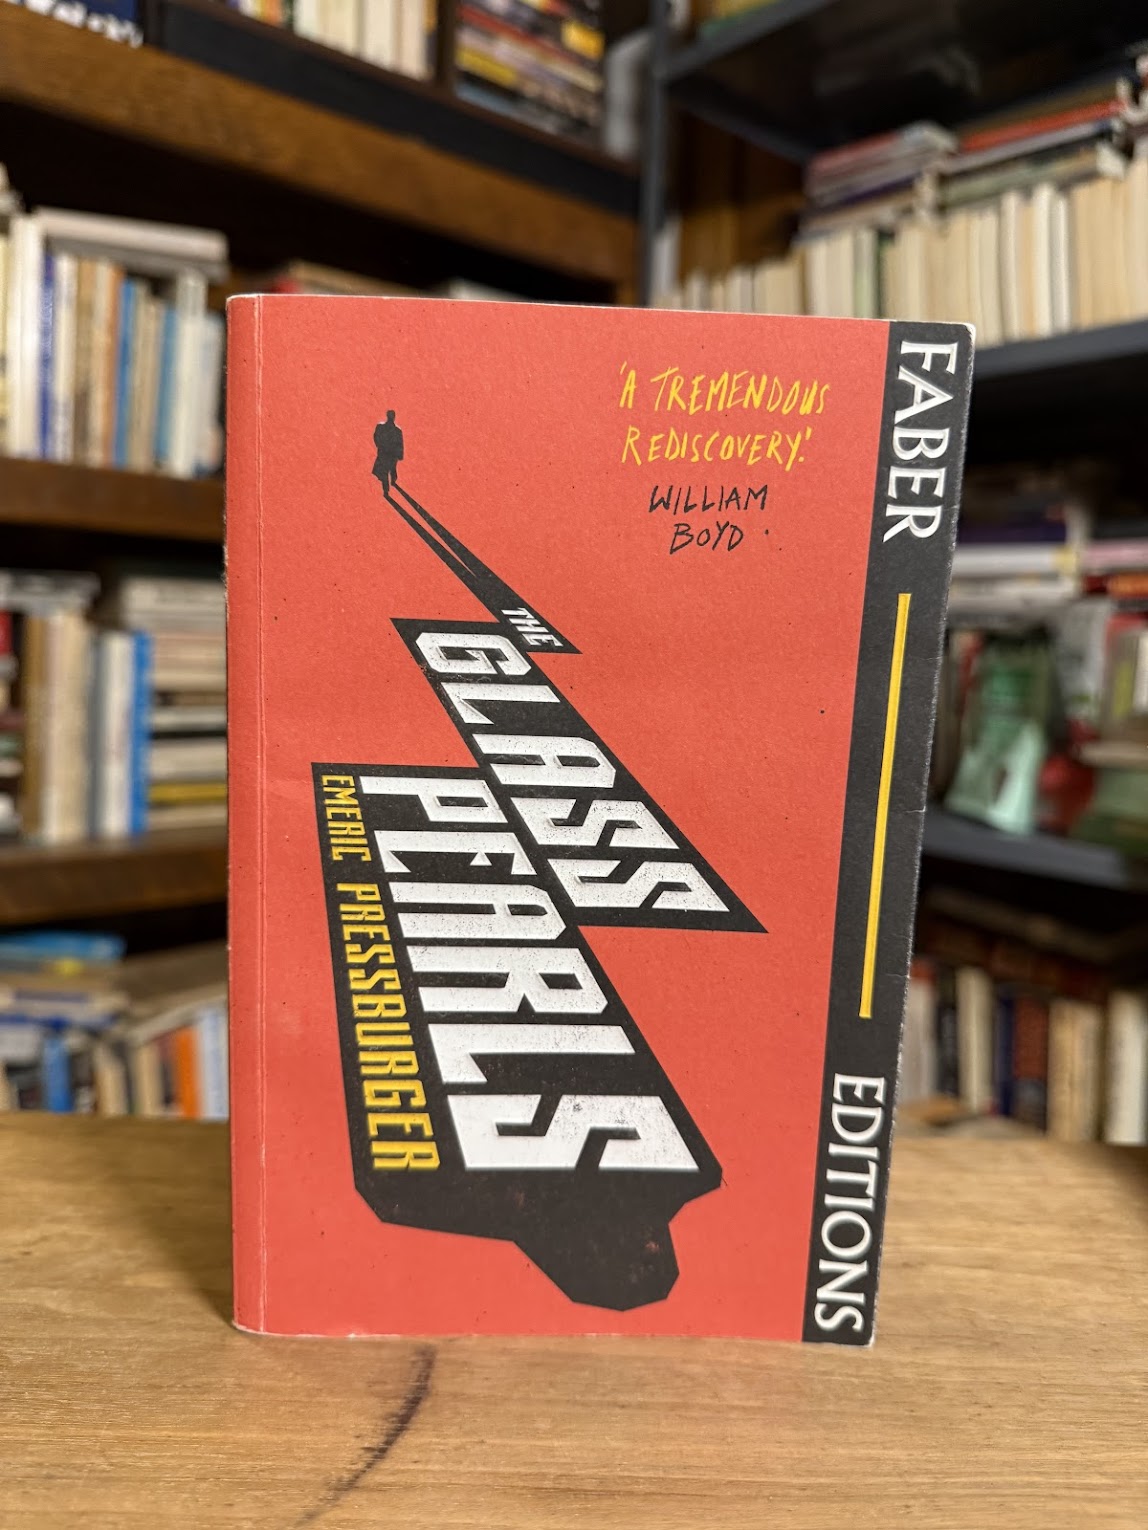 'A TREMENDOUS
REDISCOVERY.'
WILLIAM
BOYD
THE
GLASS
PEARLS
EMERIC PRESSBURGER
FABER EDITIONS